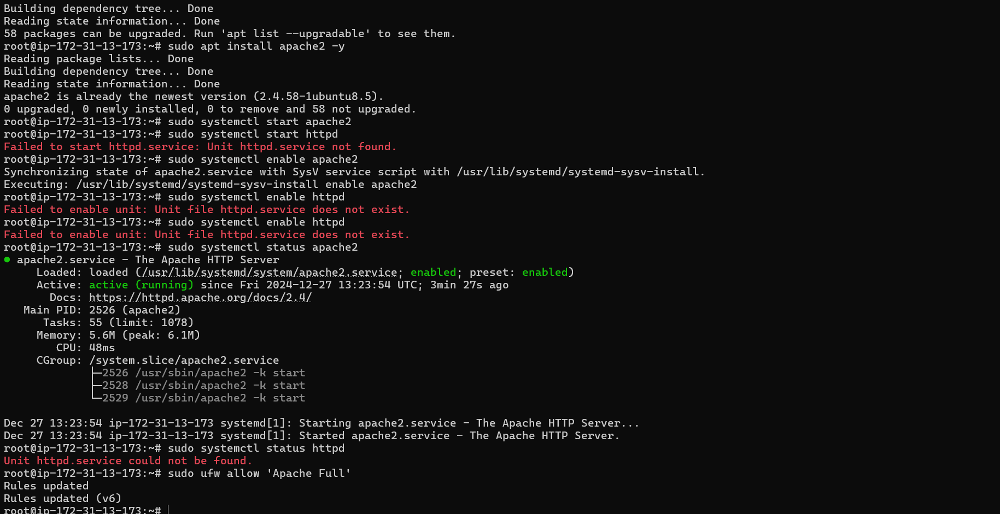 Building dependency tree... Done
Reading state information... Done
58 packages can be upgraded. Run 'apt list --upgradable' to see them.
root@ip-172-31-13-173:~# sudo apt install apache2 -y
Reading package lists... Done
Building dependency tree... Done
Reading state information... Done
apache2 is already the newest version (2.4.58-1ubuntu8.5).
0 upgraded, 0 newly installed, 0 to remove and 58 not upgraded.
root@ip-172-31-13-173:~# sudo systemctl start apache2
root@ip-172-31-13-173:~# sudo systemctl start httpd
Failed to start httpd.service: Unit httpd.service not found.
root@ip-172-31-13-173:~# sudo systemctl enable apache2
Synchronizing state of apache2.service with SysV service script with /usr/lib/systemd/systemd-sysv-install.
Executing: /usr/lib/systemd/systemd-sysv-install enable apache2
root@ip-172-31-13-173:~# sudo systemctl enable httpd
Failed to enable unit: Unit file httpd.service does not exist.
root@ip-172-31-13-173:~# sudo systemctl enable httpd
Failed to enable unit: Unit file httpd.service does not exist.
root@ip-172-31-13-173:~# sudo systemctl status apache2
● apache2.service - The Apache HTTP Server
     Loaded: loaded (/usr/lib/systemd/system/apache2.service; enabled; preset: enabled)
     Active: active (running) since Fri 2024-12-27 13:23:54 UTC; 3min 27s ago
       Docs: https://httpd.apache.org/docs/2.4/
   Main PID: 2526 (apache2)
      Tasks: 55 (limit: 1078)
     Memory: 5.6M (peak: 6.1M)
        CPU: 48ms
     CGroup: /system.slice/apache2.service
             ├─2526 /usr/sbin/apache2 -k start
             ├─2528 /usr/sbin/apache2 -k start
             └─2529 /usr/sbin/apache2 -k start
Dec 27 13:23:54 ip-172-31-13-173 systemd[1]: Starting apache2.service - The Apache HTTP Server...
Dec 27 13:23:54 ip-172-31-13-173 systemd[1]: Started apache2.service - The Apache HTTP Server.
root@ip-172-31-13-173:~# sudo systemctl status httpd
Unit httpd.service could not be found.
root@ip-172-31-13-173:~# sudo ufw allow 'Apache Full'
Rules updated
Rules updated (v6)
root@ip-172-31-13-173:~#